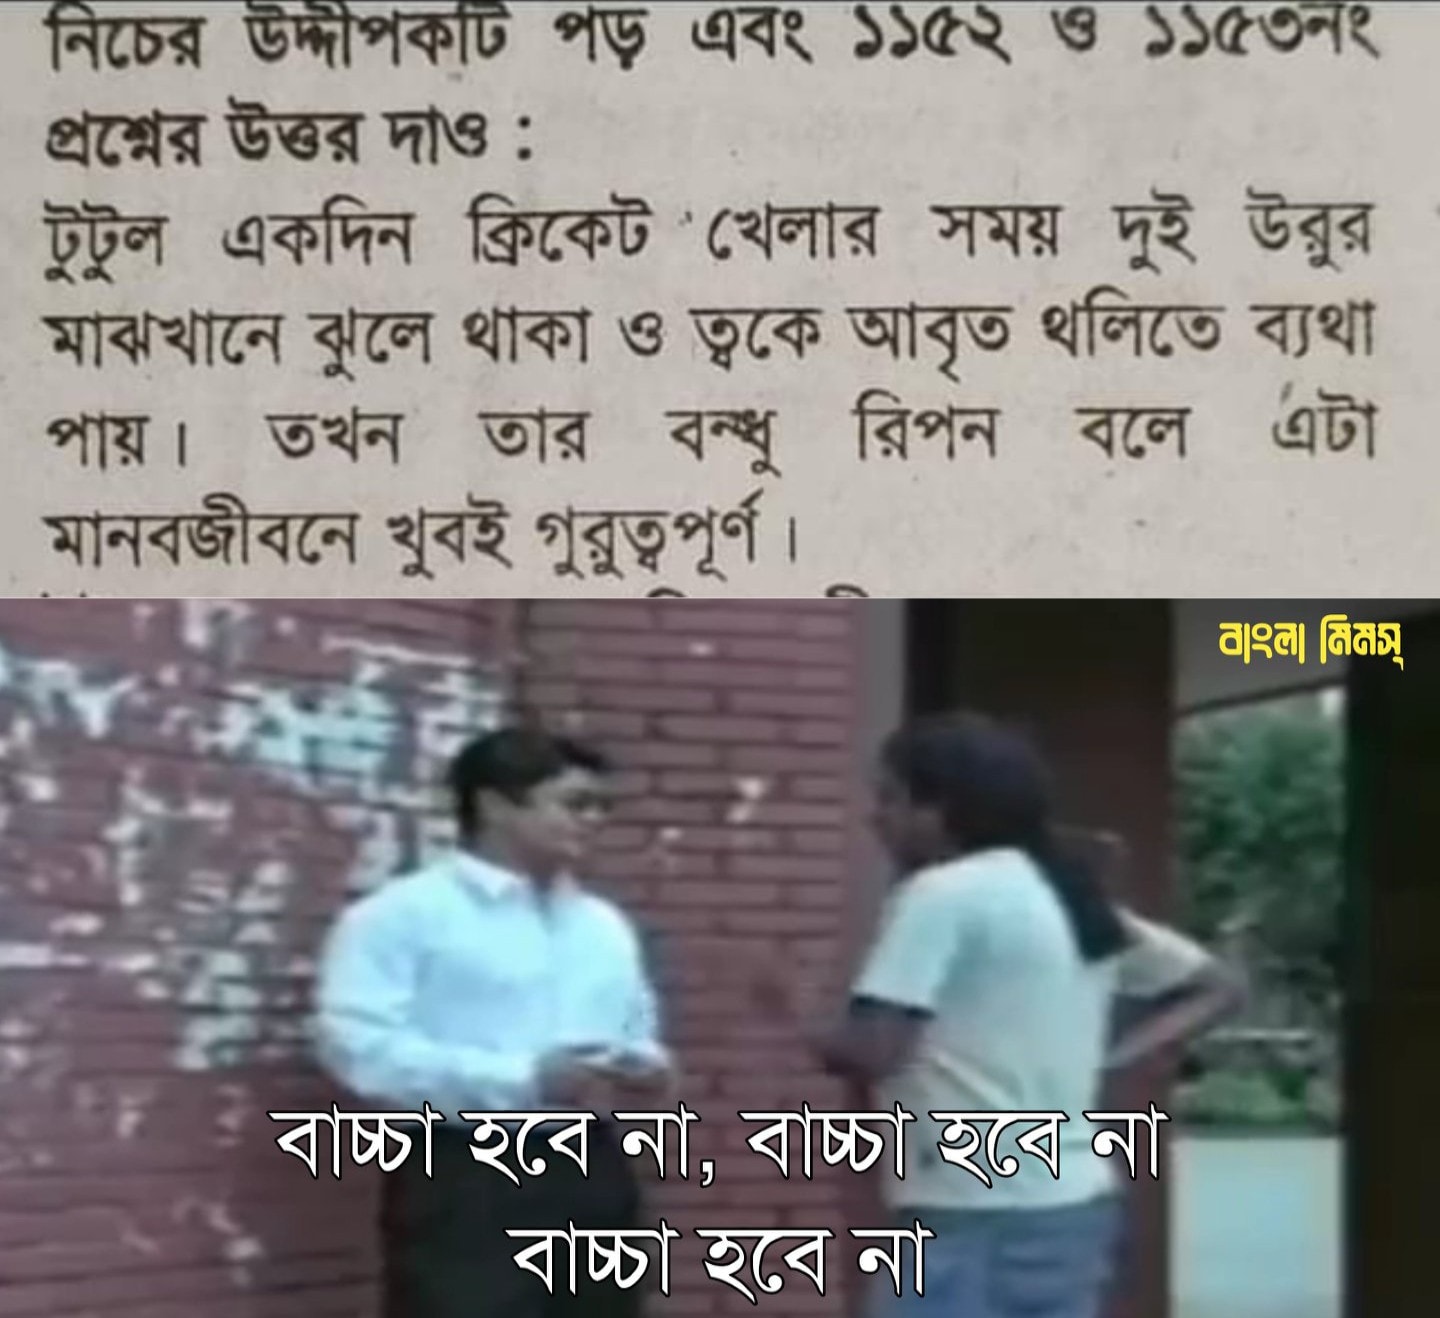 নিচের উদ্দীপকটি পড় এবং ১১৫২ ও ১১৫৩নং
প্রশ্নের উত্তর দাও :
টুটুল একদিন ক্রিকেট খেলার সময় দুই উরুর
মাঝখানে ঝুলে থাকা ও ত্বকে আবৃত থলিতে ব্যথা
পায়। তখন তার বন্ধু রিপন বলে এটা
মানবজীবনে খুবই গুরুত্বপূর্ণ।
বাংলা মিমস্
বাচ্চা হবে না, বাচ্চা হবে না
বাচ্চা হবে না